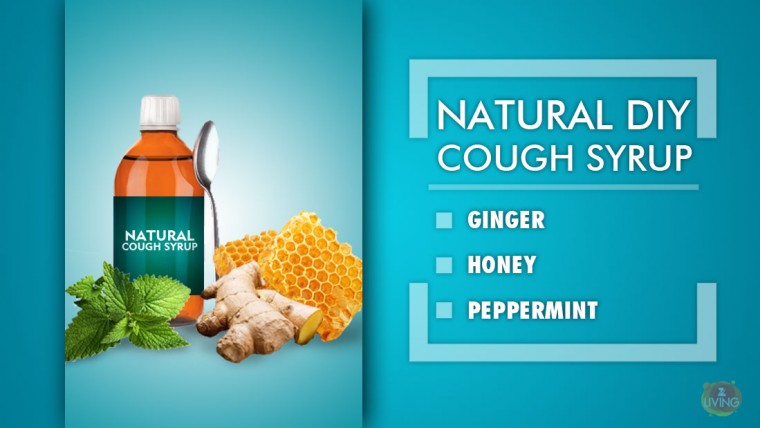 NATURAL
COUGH SYRUP
NATURAL DIY
COUGH SYRUP
GINGER
HONEY
PEPPERMINT
LIVING